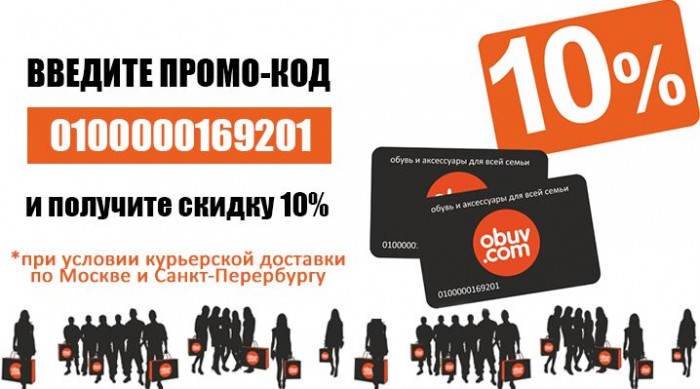 ВВЕДИТЕ ПРОМО-КОД
0100000169201
и получите скидку 10%
*при условии курьерской доставки
по Москве и Санкт-Перербургу
10%
обувь и аксессуары для всей семьи
0100000
обувь и аксессуары для всей семьи
obuv
.com
0100000169201